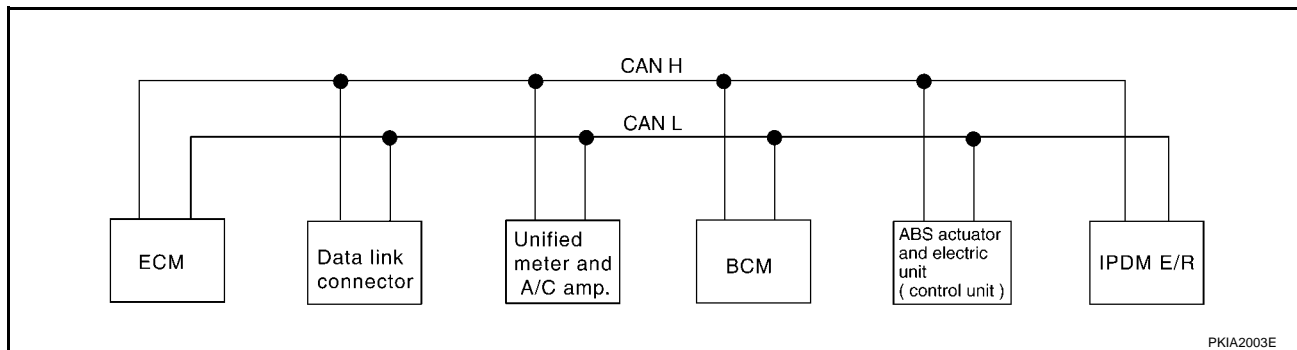 CAN H
CAN L
ECM
Data link
connector
Unified
meter and
A/C amp.
BCM
ABS actuator
and electric
unit
( control unit )
IPDM E/R
PKIA2003E